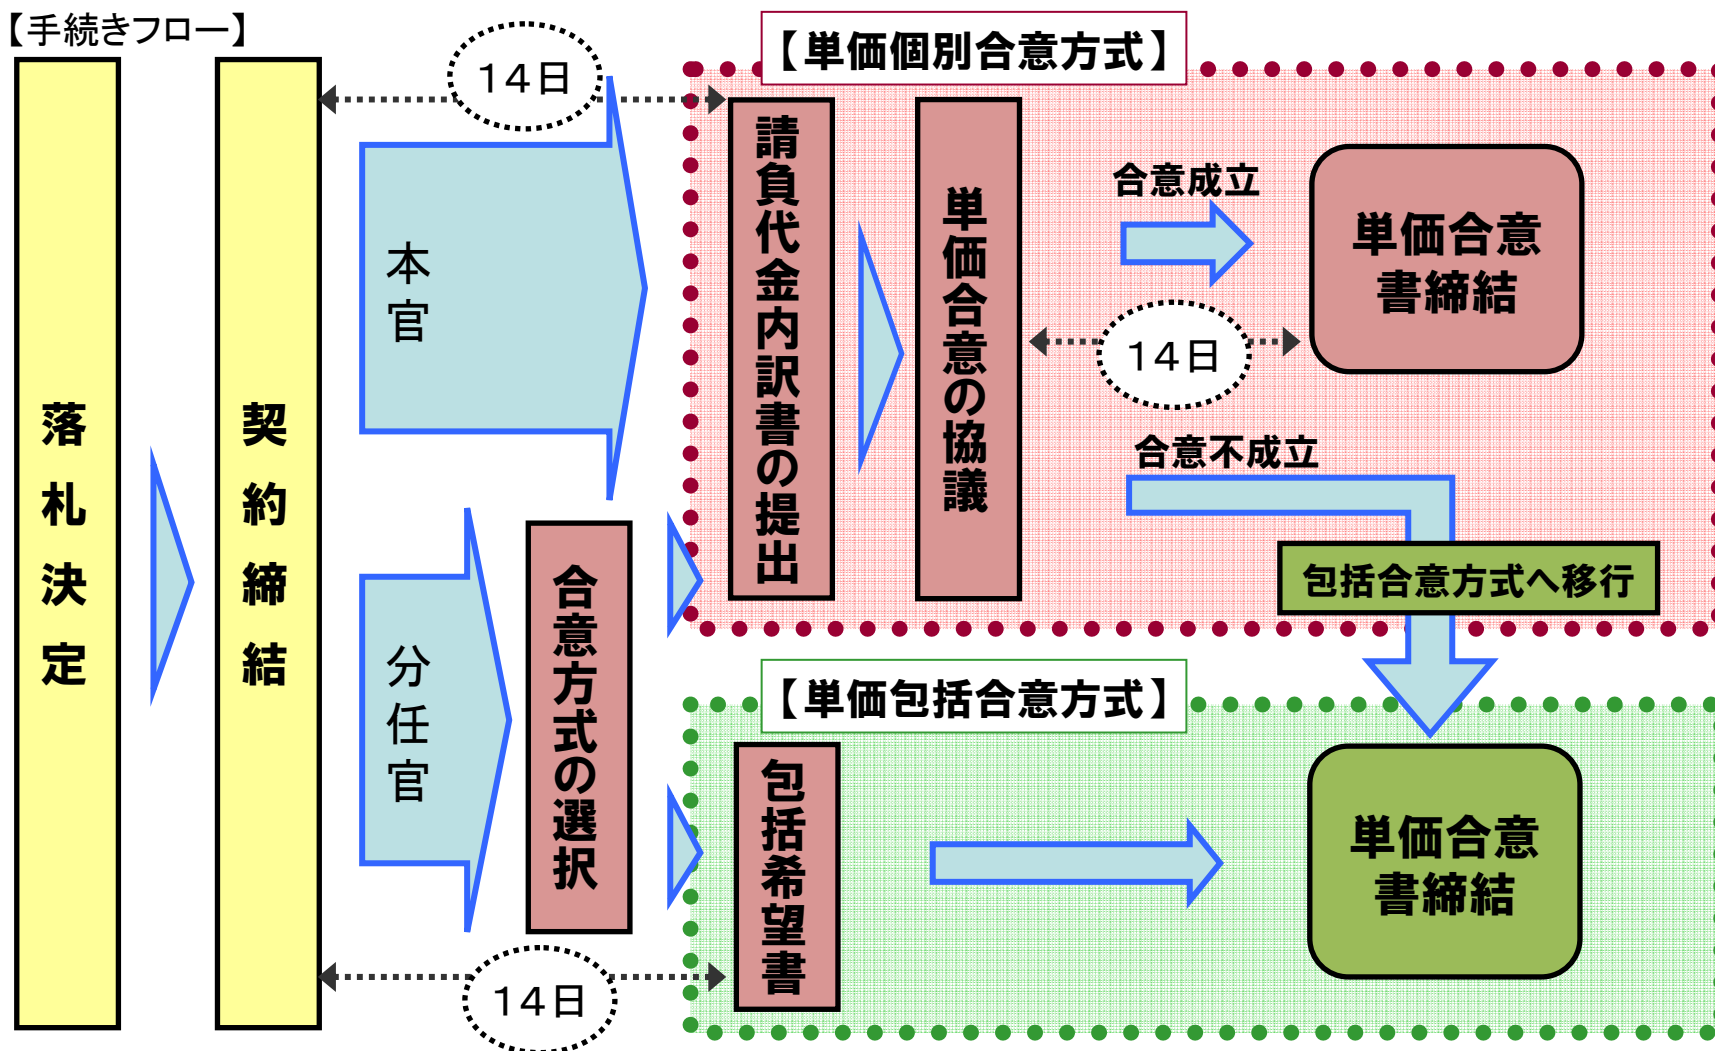 【手続きフロー】
落札決定
契約締結
14日
本官
分任官
合意方式の選択
14日
【単価個別合意方式】
請負代金内訳書の提出
単価合意の協議
合意成立
14日
単価合意
書締結
合意不成立
包括合意方式へ移行
【単価包括合意方式】
包括希望書
単価合意
書締結